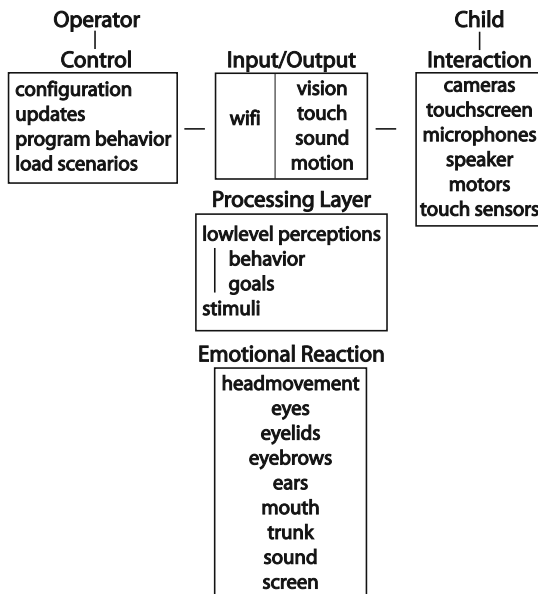 Operator
Control
configuration
updates
program behavior
load scenarios
Input/Output
wifi
vision
touch
sound
motion
Child
Interaction
cameras
touchscreen
microphones
speaker
motors
touch sensors
Processing Layer
lowlevel perceptions
behavior
goals
stimuli
Emotional Reaction
headmovement
eyes
eyelids
eyebrows
ears
mouth
trunk
sound
screen